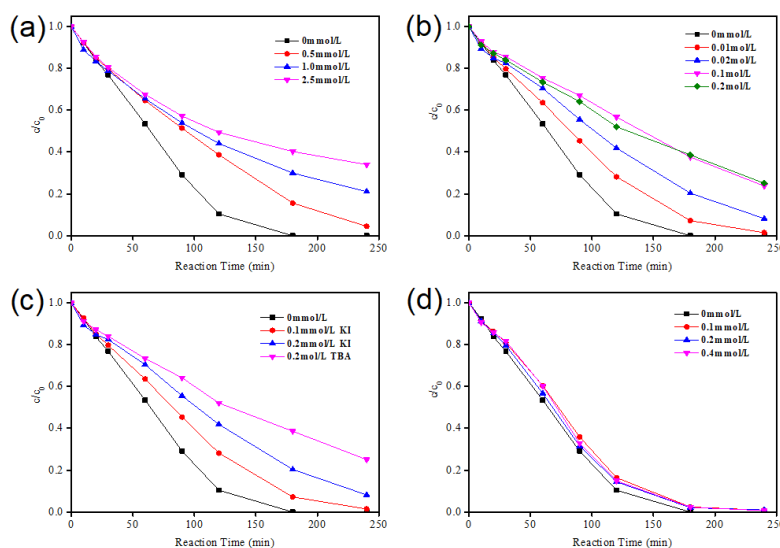 (a)
0mmol/L
0.5mmol/L
1.0mmol/L
2.5mmol/L
1.0
0.8
0.6
0.4
0.2
0.0
c/c0
0 50 100 150 200 250
Reaction Time (min)
(b)
0mmol/L
0.01mol/L
0.02mol/L
0.1mol/L
0.2mol/L
1.0
0.8
0.6
0.4
0.2
0.0
c/c0
0 50 100 150 200 250
Reaction Time (min)
(c)
0mmol/L
0.1mmol/L KI
0.2mmol/L KI
0.2mol/L TBA
1.0
0.8
0.6
0.4
0.2
0.0
c/c0
0 50 100 150 200 250
Reaction Time (min)
(d)
0mmol/L
0.1mmol/L
0.2mmol/L
0.4mmol/L
1.0
0.8
0.6
0.4
0.2
0.0
c/c0
0 50 100 150 200 250
Reaction Time (min)